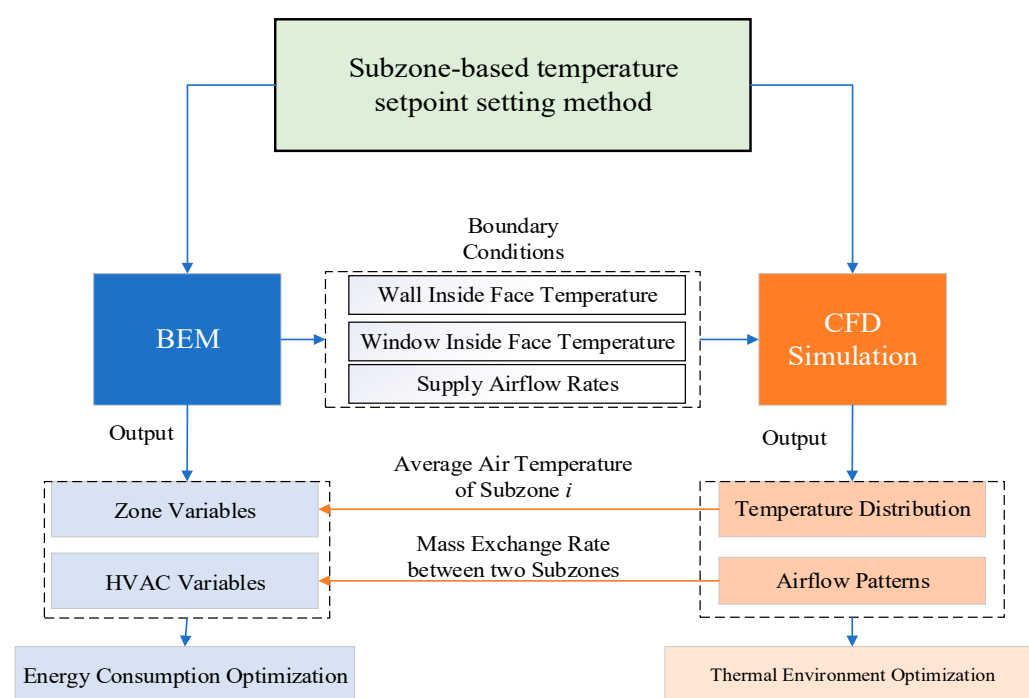 Subzone-based temperature
setpoint setting method
Boundary
Conditions
BEM
Wall Inside Face Temperature
Window Inside Face Temperature
Supply Airflow Rates
CFD
Simulation
Output
Output
Average Air Temperature
of Subzone i
Zone Variables
Temperature Distribution
Mass Exchange Rate
between two Subzones
HVAC Variables
Airflow Patterns
Energy Consumption Optimization
Thermal Environment Optimization